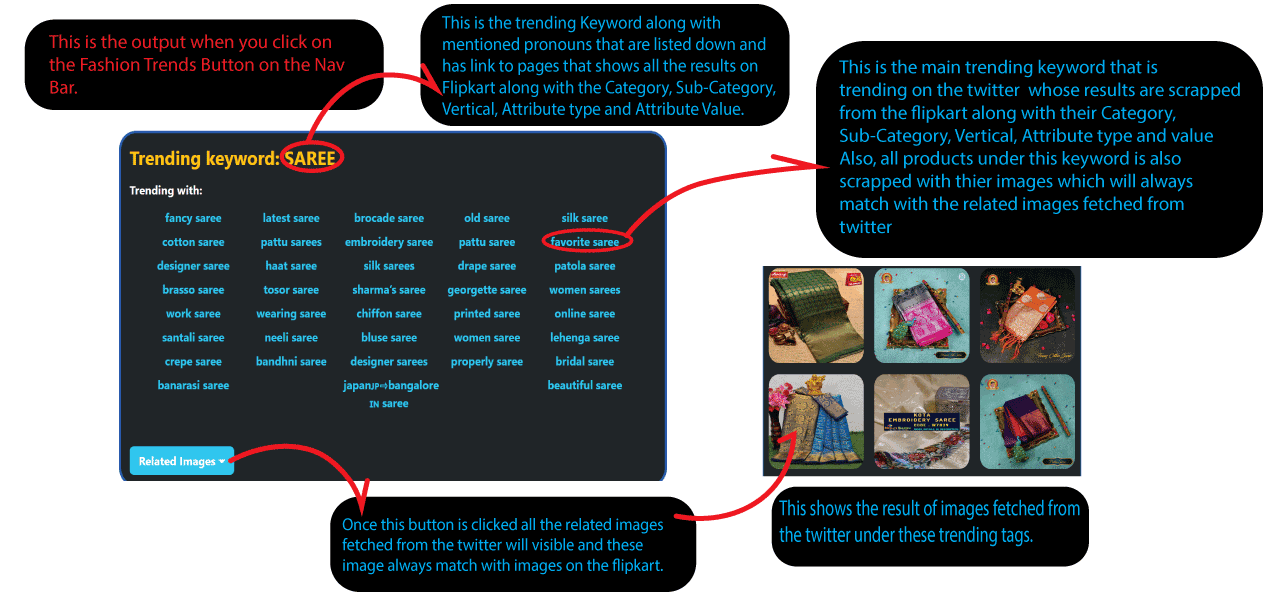 This is the output when you click on
the Fashion Trends Button on the Nav
Bar.
This is the trending Keyword along with
mentioned pronouns that are listed down and
has link to pages that shows all the results on
Flipkart along with the Category, Sub-Category,
Vertical, Attribute type and Attribute Value.
This is the main trending keyword that is
trending on the twitter whose results are scrapped
from the flipkart along with their Category,
Sub-Category, Vertical, Attribute type and value
Also, all products under this keyword is also
scrapped with thier images which will always
match with the related images fetched from
twitter
Trending keyword: SAREE
Trending with:
fancy saree latest saree brocade saree old saree silk saree
cotton saree pattu sarees embroidery saree pattu saree favorite saree
designer saree haat saree silk sarees drape saree patola saree
brasso saree tosor saree sharma's saree georgette saree women sarees
work saree wearing saree chiffon saree printed saree online saree
santali saree neeli saree bluse saree women saree lehenga saree
crepe saree bandhni saree designer sarees properly saree bridal saree
banarasi saree japanJP⇨bangalore beautiful saree
IN saree
Related Images
KOTA
EMBROIDERY SAREE
Once this button is clicked all the related images
fetched from the twitter will visible and these
image always match with images on the flipkart.
This shows the result of images fetched from
the twitter under these trending tags.